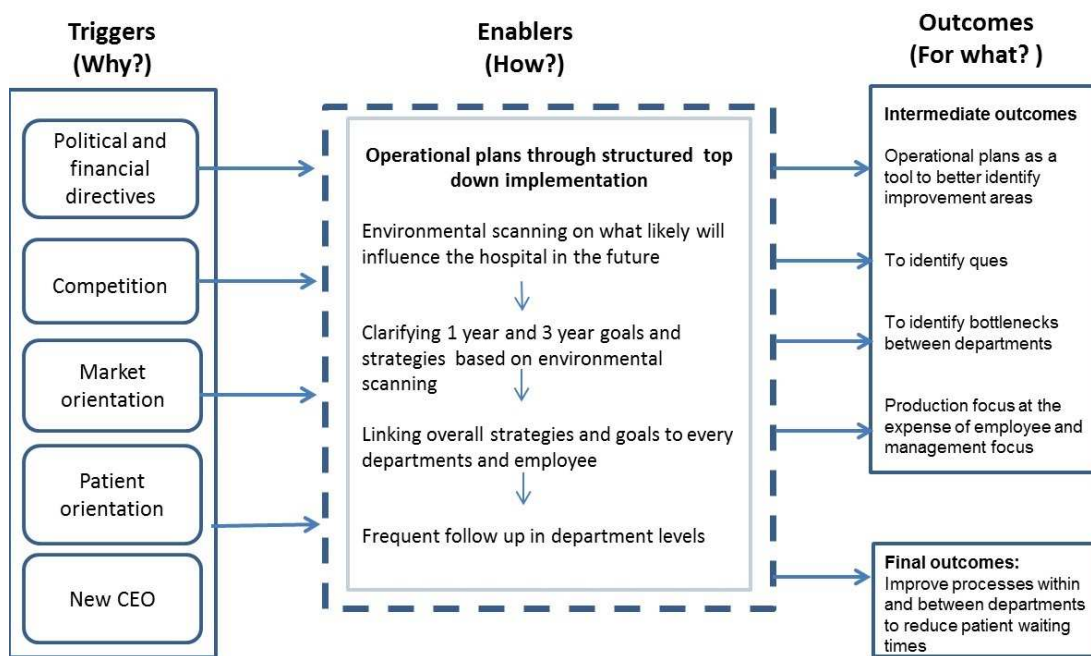 Triggers
(Why?)
Political and
financial
directives
Competition
Market
orientation
Patient
orientation
New CEO
Enablers
(How?)
Operational plans through structured top
down implementation
Environmental scanning on what likely will
influence the hospital in the future
Clarifying 1 year and 3 year goals and
strategies based on environmental
scanning
Linking overall strategies and goals to every
departments and employee
Frequent follow up in department levels
Outcomes
(For what? )
Intermediate outcomes
Operational plans as a
tool to better identify
improvement areas
To identify ques
To identify bottlenecks
between departments
Production focus at the
expense of employee and
management focus
Final outcomes:
Improve processes within
and between departments
to reduce patient waiting
times